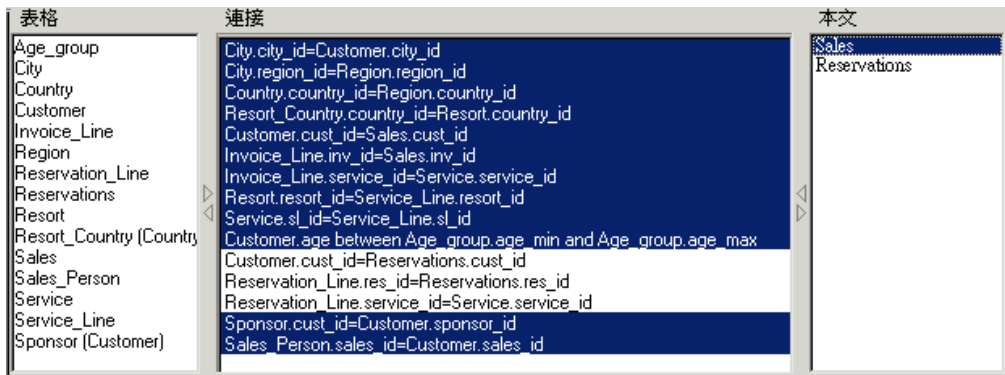 表格
Age_group
City
Country
Customer
Invoice_Line
Region
Reservation_Line
Reservations
Resort
Resort_Country (Country
Sales
Sales_Person
Service
Service_Line
Sponsor (Customer)
連接
City.city_id=Customer.city_id
City.region_id=Region.region_id
Country.country_id=Region.country_id
Resort_Country.country_id=Resort.country_id
Customer.cust_id=Sales.cust_id
Invoice_Line.inv_id=Sales.inv_id
Invoice_Line.service_id=Service.service_id
Resort.resort_id=Service_Line.resort_id
Service.sl_id=Service_Line.sl_id
Customer.age between Age_group.age_min and Age_group.age_max
Customer.cust_id=Reservations.cust_id
Reservation_Line.res_id=Reservations.res_id
Reservation_Line.service_id=Service.service_id
Sponsor.cust_id=Customer.sponsor_id
Sales_Person.sales_id=Customer.sales_id
本文
Sales
Reservations